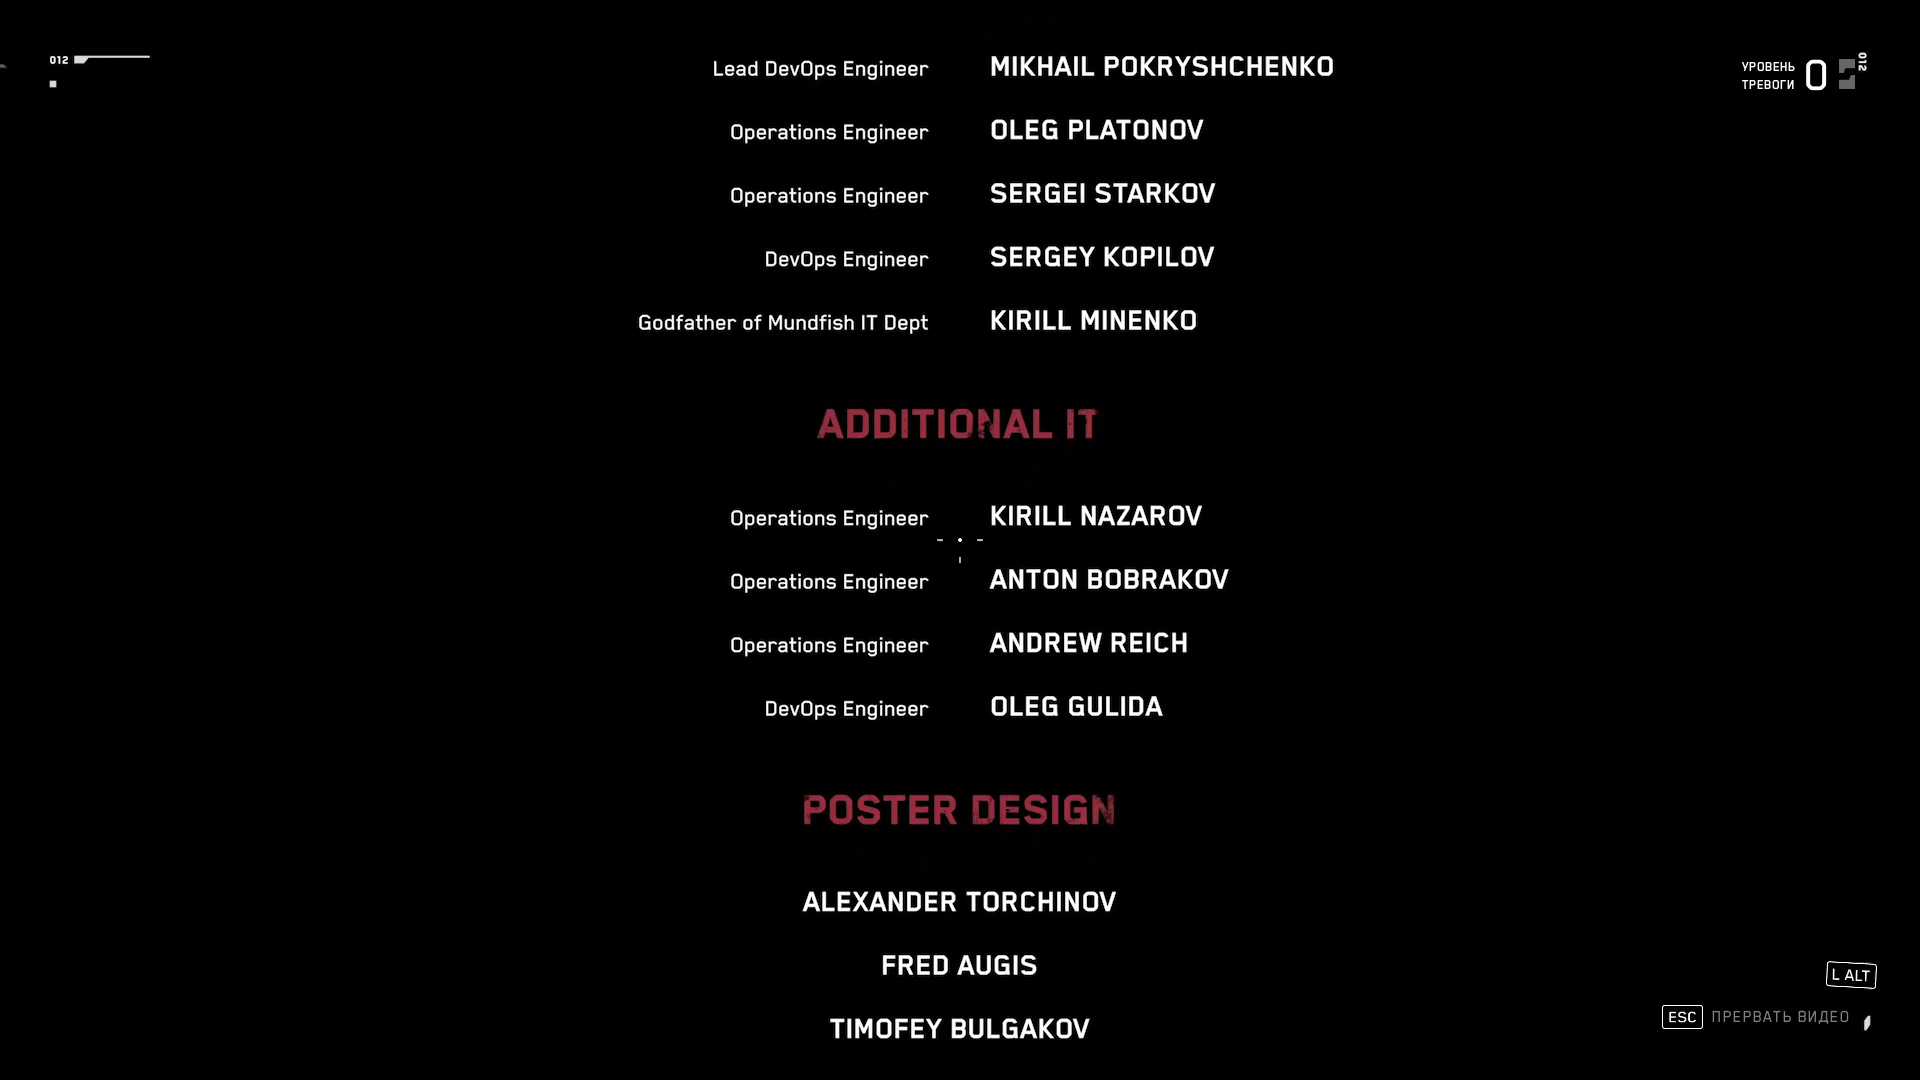 012
УРОВЕНЬ
ТРЕВОГИ
0
012
Lead DevOps Engineer MIKHAIL POKRYSHCHENKO
Operations Engineer OLEG PLATONOV
Operations Engineer SERGEI STARKOV
DevOps Engineer SERGEY KOPILOV
Godfather of Mundfish IT Dept KIRILL MINENKO
ADDITIONAL IT
Operations Engineer KIRILL NAZAROV
Operations Engineer ANTON BOBRAKOV
Operations Engineer ANDREW REICH
DevOps Engineer OLEG GULIDA
POSTER DESIGN
ALEXANDER TORCHINOV
FRED AUGIS
TIMOFEY BULGAKOV
L ALT
ESC ПРЕРВАТЬ ВИДЕО